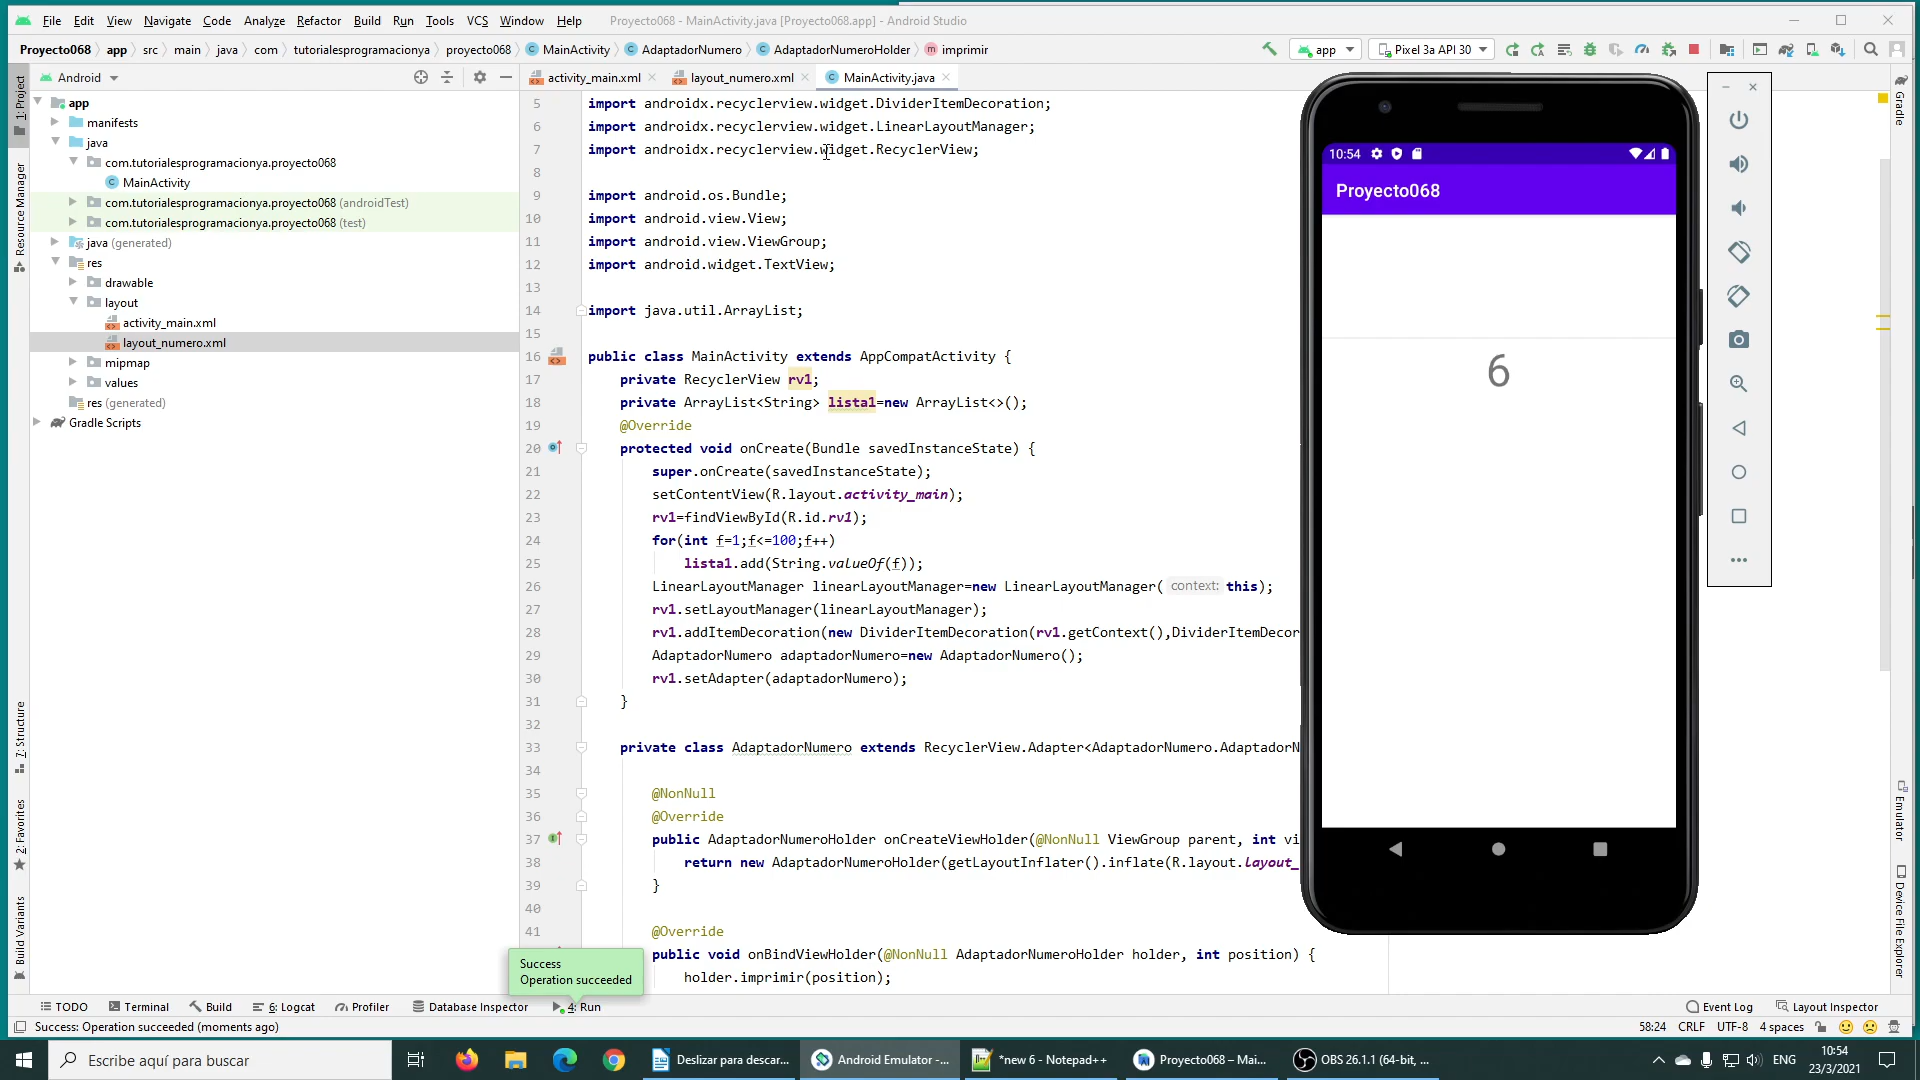 File Edit View Navigate Code Analyze Refactor Build Run Tools VCS Window Help Proyecto068 - MainActivity.java [Proyecto068.app] - Android Studio
Proyecto068 app src main java com tutorialesprogramacionya proyecto068 MainActivity AdaptadorNumero AdaptadorNumeroHolder imprimir app Pixel 3a API 30
Android
activity_main.xml layout_numero.xml MainActivity.java
1: Project
Resource Manager
7: Structure
2: Favorites
Build Variants
app
manifests
java
com.tutorialesprogramacionya.proyecto068
MainActivity
com.tutorialesprogramacionya.proyecto068 (androidTest)
com.tutorialesprogramacionya.proyecto068 (test)
java (generated)
res
drawable
layout
activity_main.xml
layout_numero.xml
mipmap
values
res (generated)
Gradle Scripts
5 import androidx.recyclerview.widget.DividerItemDecoration;
6 import androidx.recyclerview.widget.LinearLayoutManager;
7 import androidx.recyclerview.widget.RecyclerView;
8
9 import android.os.Bundle;
10 import android.view.View;
11 import android.view.ViewGroup;
12 import android.widget.TextView;
13
14 import java.util.ArrayList;
15
16 public class MainActivity extends AppCompatActivity {
17 private RecyclerView rv1;
18 private ArrayList<String> lista1=new ArrayList<>();
19 @Override
20 protected void onCreate(Bundle savedInstanceState) {
21 super.onCreate(savedInstanceState);
22 setContentView(R.layout.activity_main);
23 rv1=findViewById(R.id.rv1);
24 for(int f=1;f<=100;f++)
25 lista1.add(String.valueOf(f));
26 LinearLayoutManager linearLayoutManager=new LinearLayoutManager( context: this);
27 rv1.setLayoutManager(linearLayoutManager);
28 rv1.addItemDecoration(new DividerItemDecoration(rv1.getContext(),DividerItemDecor
29 AdaptadorNumero adaptadorNumero=new AdaptadorNumero();
30 rv1.setAdapter(adaptadorNumero);
31 }
32
33 private class AdaptadorNumero extends RecyclerView.Adapter<AdaptadorNumero.AdaptadorN
34
35 @NonNull
36 @Override
37 public AdaptadorNumeroHolder onCreateViewHolder(@NonNull ViewGroup parent, int vi
38 return new AdaptadorNumeroHolder(getLayoutInflater().inflate(R.layout.layout_
39 }
40
41 @Override
public void onBindViewHolder(@NonNull AdaptadorNumeroHolder holder, int position) {
holder.imprimir(position);
Success
Operation succeeded
10:54
Proyecto068
6
Gradle
Emulator
Device File Explorer
TODO Terminal Build 6: Logcat Profiler Database Inspector 4: Run Event Log Layout Inspector
Success: Operation succeeded (moments ago) 58:24 CRLF UTF-8 4 spaces
Escribe aquí para buscar Deslizar para descar... Android Emulator -... *new 6 - Notepad++ Proyecto068 – Mai... OBS 26.1.1 (64-bit, ... ENG 10:54
23/3/2021